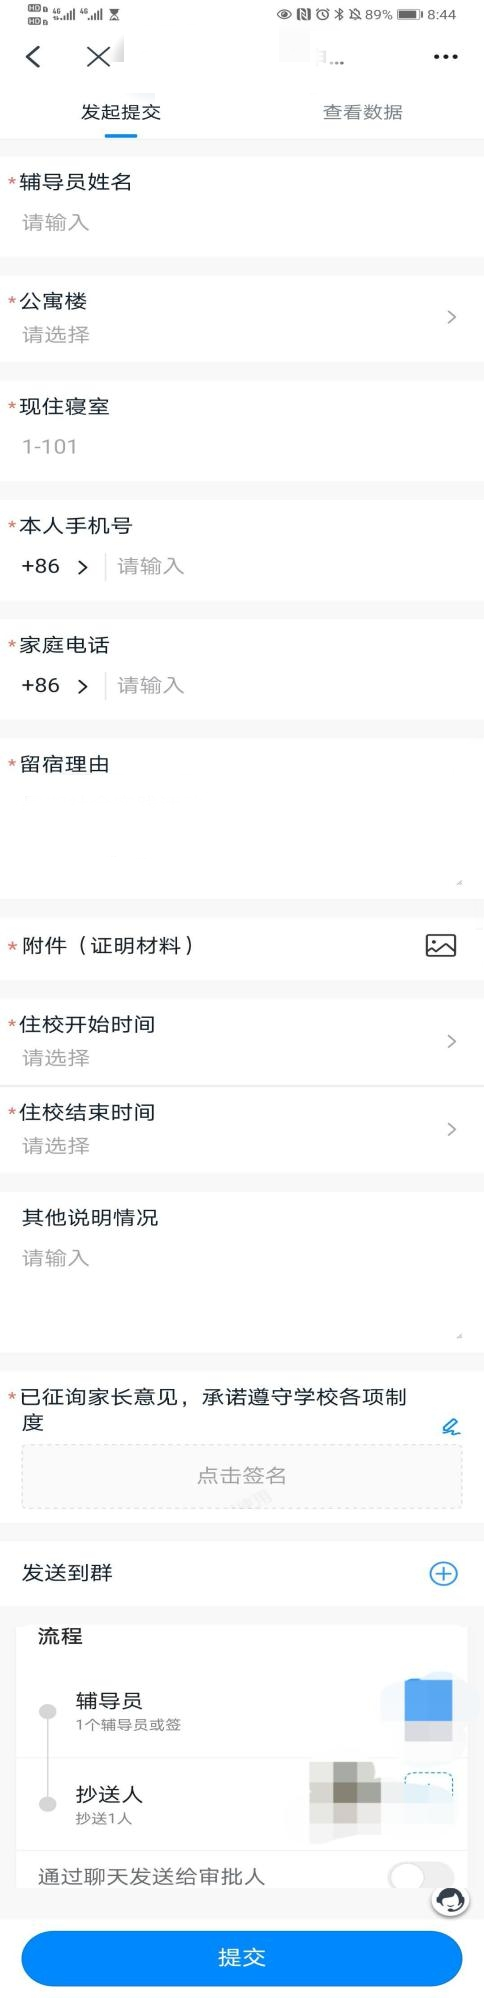 89% 8:44
发起提交 查看数据
*辅导员姓名
请输入
*公寓楼
请选择
*现住寝室
1-101
*本人手机号
+86 请输入
*家庭电话
+86 请输入
*留宿理由
*附件（证明材料）
*住校开始时间
请选择
*住校结束时间
请选择
其他说明情况
请输入
*已征询家长意见，承诺遵守学校各项制
度
点击签名
发送到群
流程
辅导员
1个辅导员或签
抄送人
抄送1人
通过聊天发送给审批人
提交